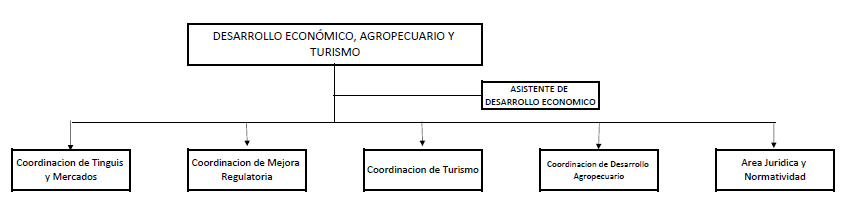 DESARROLLO ECONÓMICO, AGROPECUARIO Y
TURISMO
ASISTENTE DE
DESARROLLO ECONOMICO
Coordinacion de Tinguis
y Mercados
Coordinacion de Mejora
Regulatoria
Coordinacion de Turismo
Coordinacion de Desarrollo
Agropecuario
Area Juridica y
Normatividad